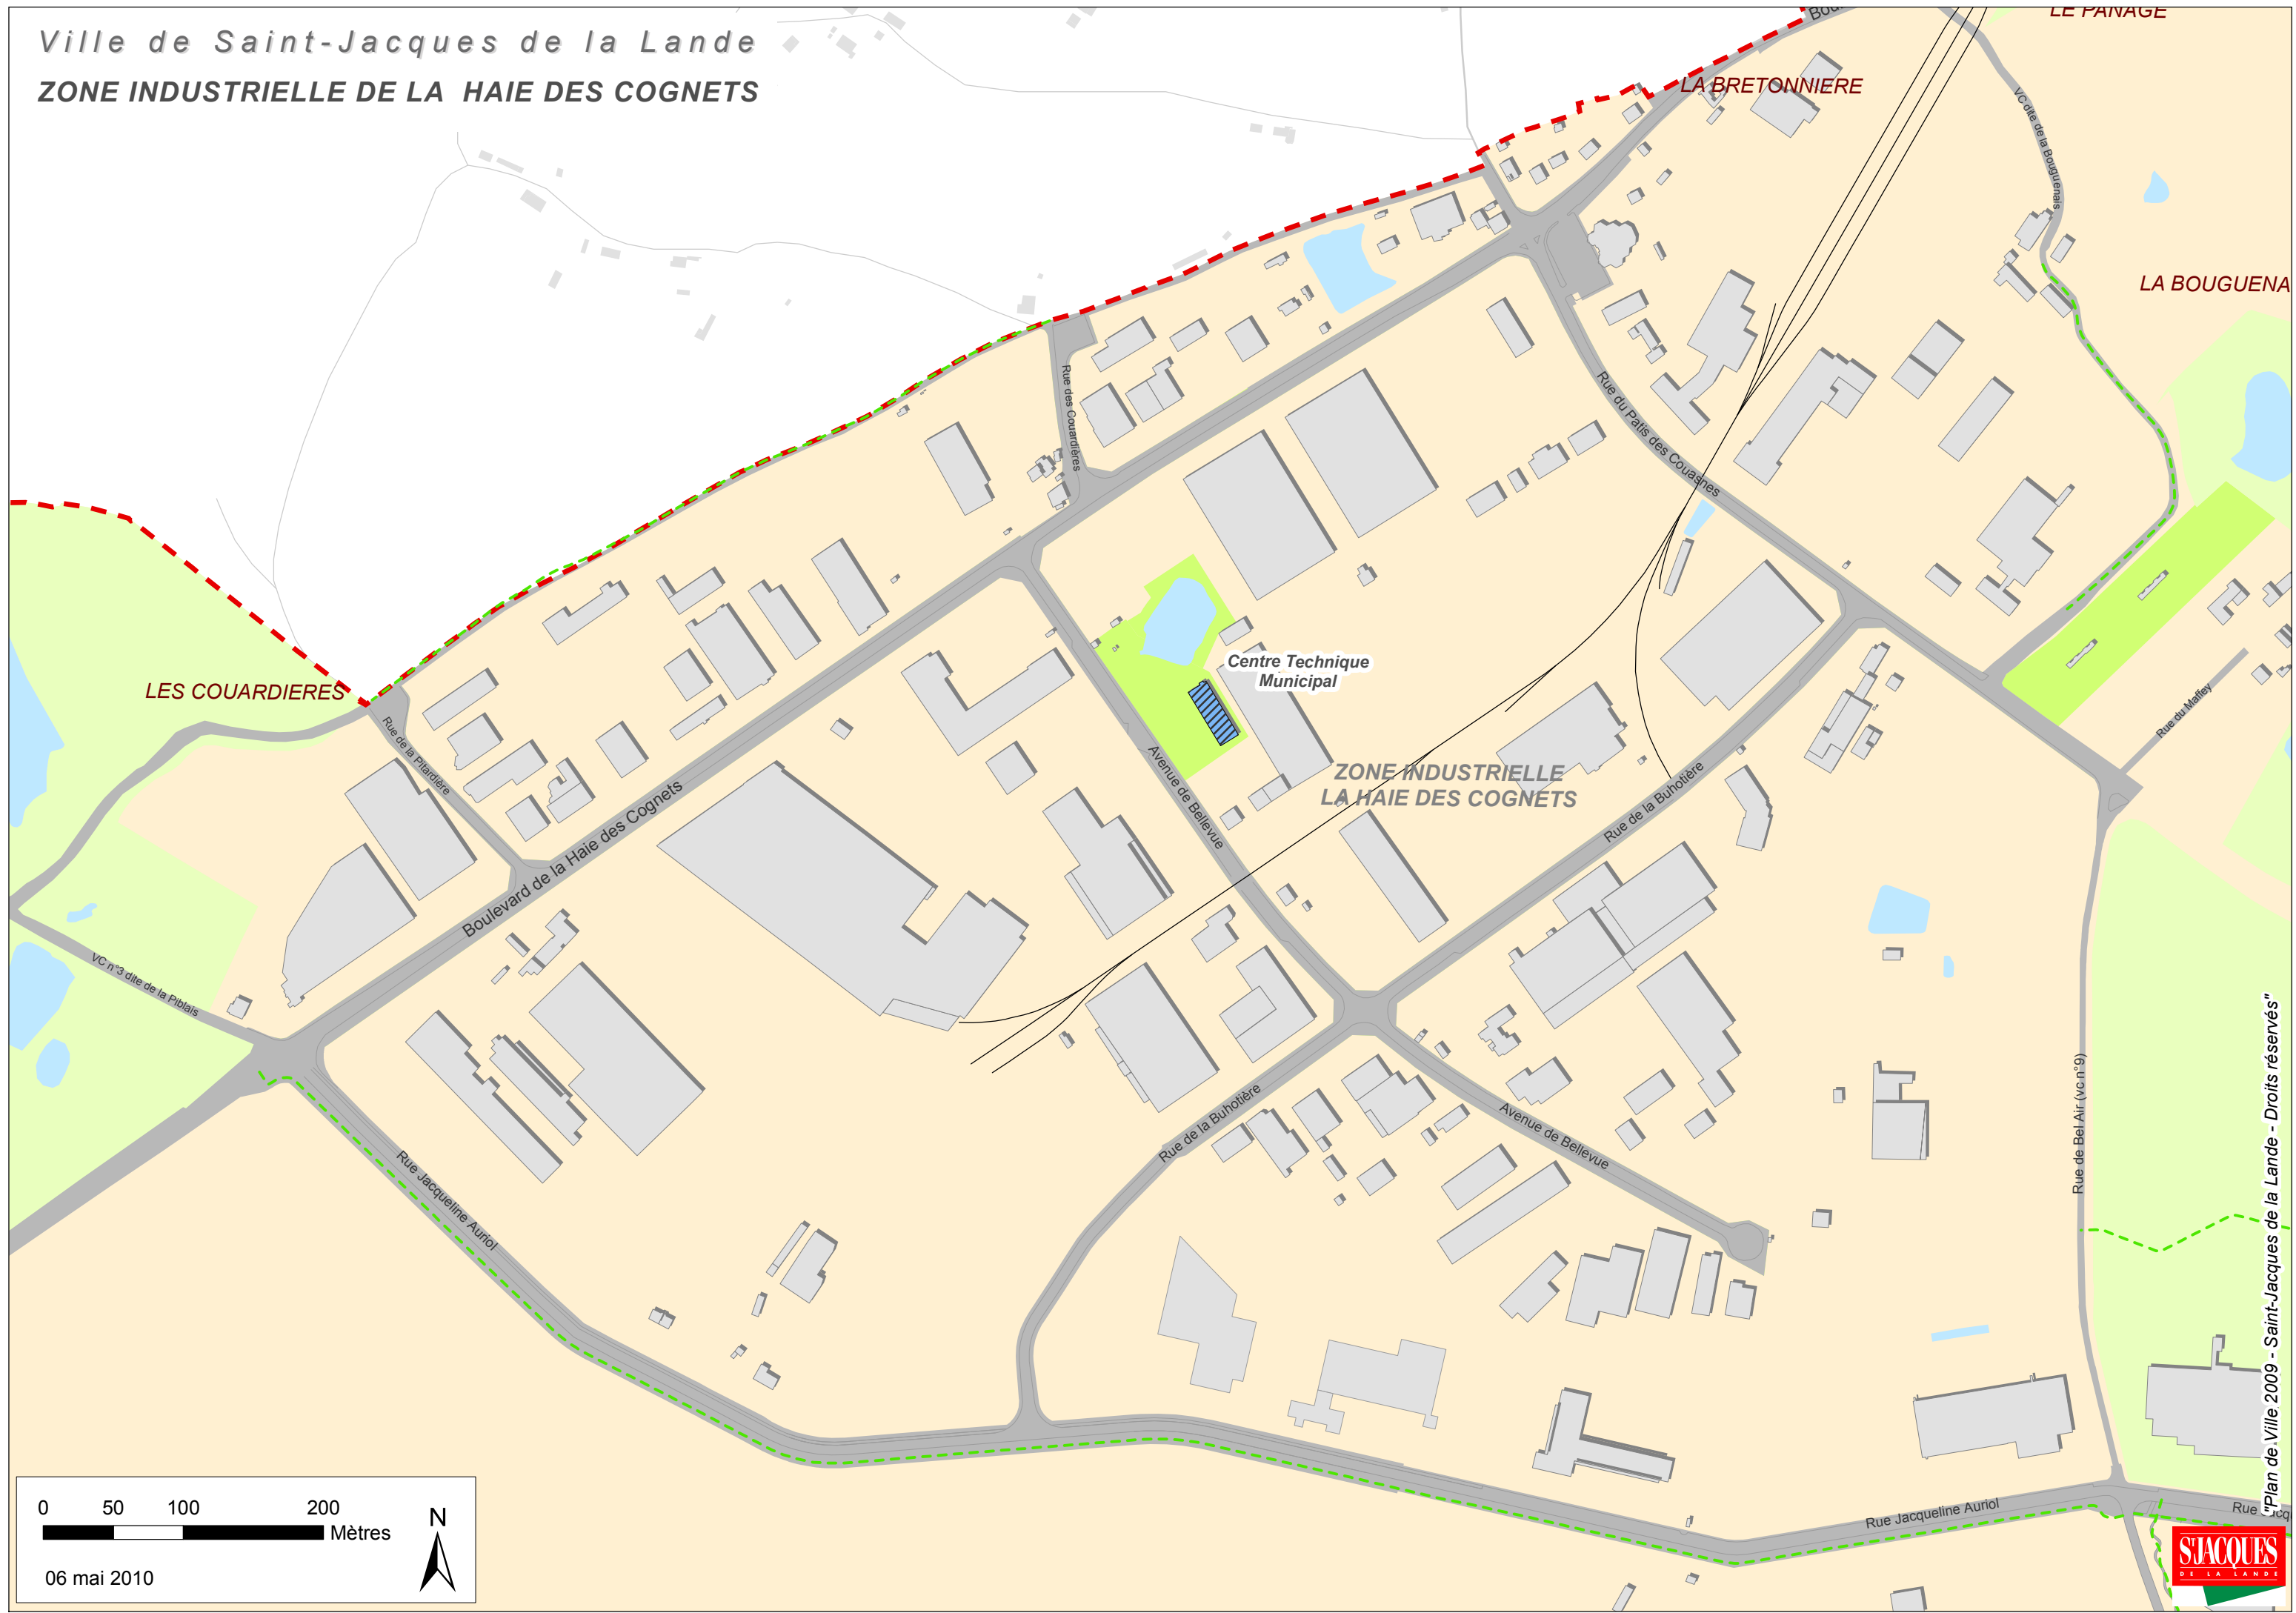 Ville de Saint-Jacques de la Lande
ZONE INDUSTRIELLE DE LA HAIE DES COGNETS
LE PANAGE
LA BRETONNIERE
VC dite de la Bouguenais
LA BOUGUENA
Rue des Couardières
Rue du Patis des Couasnes
LES COUARDIERES
Rue de la Pitardière
Centre Technique
Municipal
Avenue de Bellevue
Rue du Maffey
ZONE INDUSTRIELLE
LA HAIE DES COGNETS
Rue de la Buhotière
Boulevard de la Haie des Cognets
VC n°3 dite de la Piblais
Rue de la Buhotière
Avenue de Bellevue
Rue de Bel Air (vc n°9)
Rue Jacqueline Auriol
Rue Jacqueline Auriol
"Plan de Ville 2009 - Saint-Jacques de la Lande - Droits réservés"
0 50 100 200
Mètres
N
06 mai 2010
ST JACQUES
DE LA LANDE